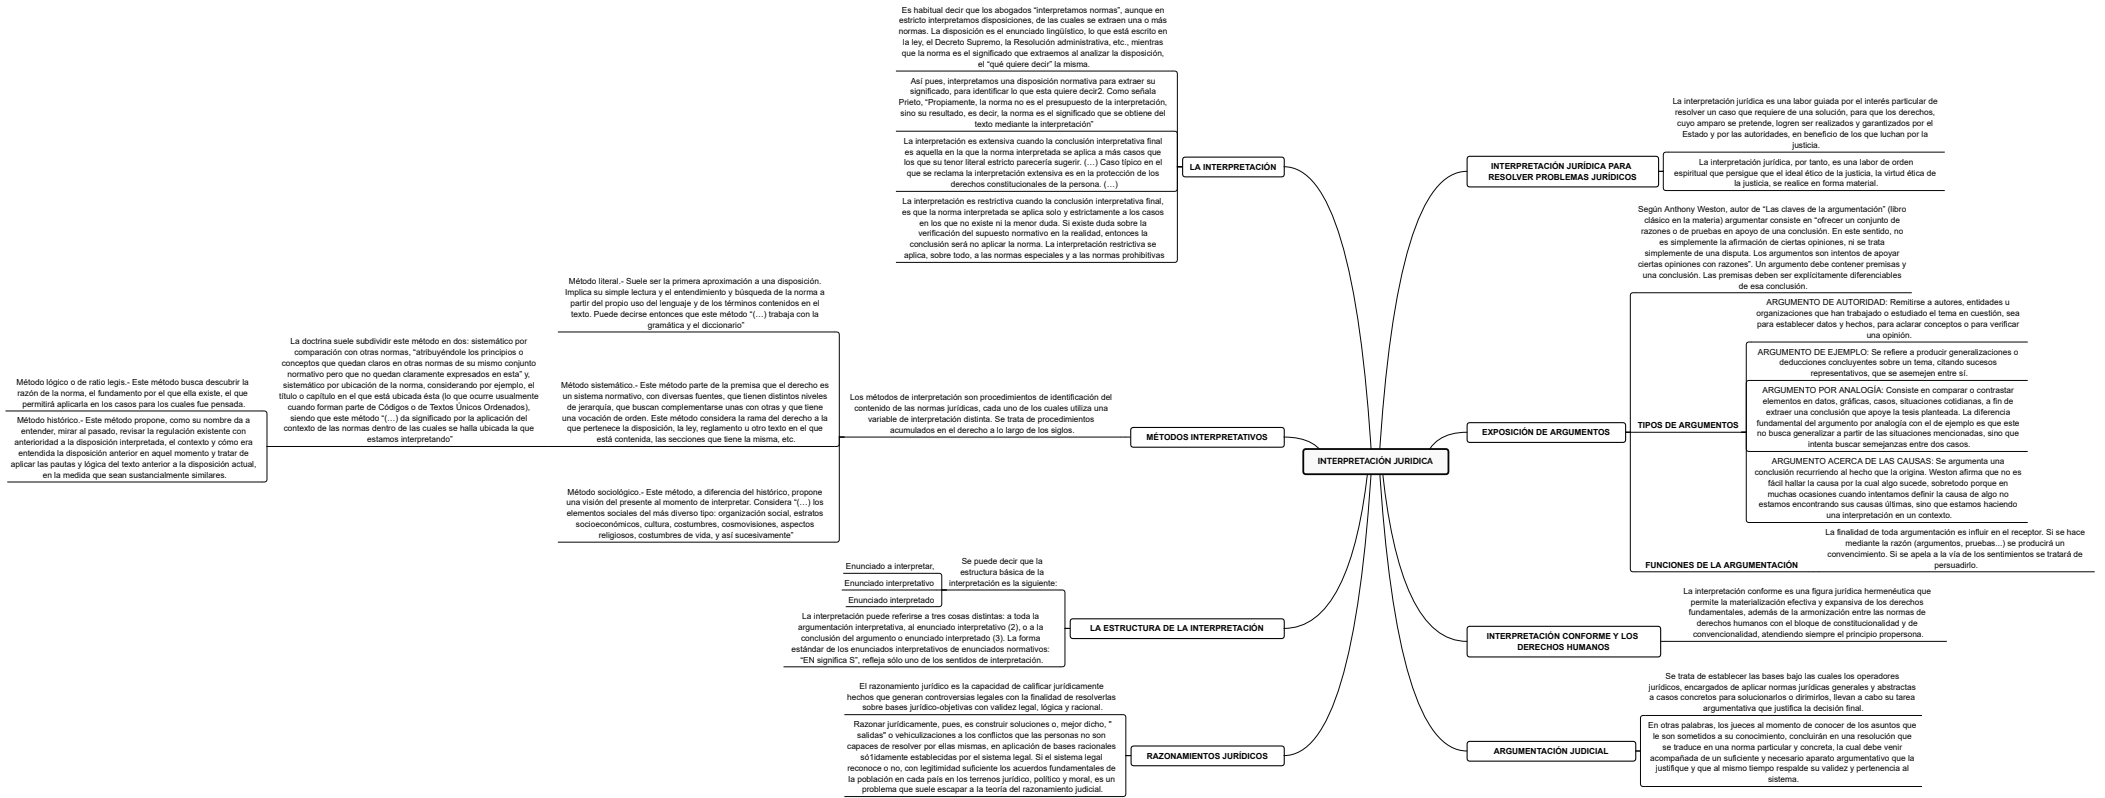 INTERPRETACIÓN JURIDICA
LA INTERPRETACIÓN
Es habitual decir que los abogados “interpretamos normas”, aunque en
estricto interpretamos disposiciones, de las cuales se extraen una o más
normas. La disposición es el enunciado lingüístico, lo que está escrito en
la ley, el Decreto Supremo, la Resolución administrativa, etc., mientras
que la norma es el significado que extraemos al analizar la disposición,
el “qué quiere decir” la misma.
Así pues, interpretamos una disposición normativa para extraer su
significado, para identificar lo que esta quiere decir2. Como señala
Prieto, “Propiamente, la norma no es el presupuesto de la interpretación,
sino su resultado, es decir, la norma es el significado que se obtiene del
texto mediante la interpretación”
La interpretación es extensiva cuando la conclusión interpretativa final
es aquella en la que la norma interpretada se aplica a más casos que
los que su tenor literal estricto parecería sugerir. (…) Caso típico en el
que se reclama la interpretación extensiva es en la protección de los
derechos constitucionales de la persona. (…)
La interpretación es restrictiva cuando la conclusión interpretativa final,
es que la norma interpretada se aplica solo y estrictamente a los casos
en los que no existe ni la menor duda. Si existe duda sobre la
verificación del supuesto normativo en la realidad, entonces la
conclusión será no aplicar la norma. La interpretación restrictiva se
aplica, sobre todo, a las normas especiales y a las normas prohibitivas
MÉTODOS INTERPRETATIVOS
Los métodos de interpretación son procedimientos de identificación del
contenido de las normas jurídicas, cada uno de los cuales utiliza una
variable de interpretación distinta. Se trata de procedimientos
acumulados en el derecho a lo largo de los siglos.
Método literal.- Suele ser la primera aproximación a una disposición.
Implica su simple lectura y el entendimiento y búsqueda de la norma a
partir del propio uso del lenguaje y de los términos contenidos en el
texto. Puede decirse entonces que este método “(…) trabaja con la
gramática y el diccionario”
Método sistemático.- Este método parte de la premisa que el derecho es
un sistema normativo, con diversas fuentes, que tienen distintos niveles
de jerarquía, que buscan complementarse unas con otras y que tiene
una vocación de orden. Este método considera la rama del derecho a la
que pertenece la disposición, la ley, reglamento u otro texto en el que
está contenida, las secciones que tiene la misma, etc.
La doctrina suele subdividir este método en dos: sistemático por
comparación con otras normas, “atribuyéndole los principios o
conceptos que quedan claros en otras normas de su mismo conjunto
normativo pero que no quedan claramente expresados en esta” y,
sistemático por ubicación de la norma, considerando por ejemplo, el
título o capítulo en el que está ubicada ésta (lo que ocurre usualmente
cuando forman parte de Códigos o de Textos Únicos Ordenados),
siendo que este método “(…) da significado por la aplicación del
contexto de las normas dentro de las cuales se halla ubicada la que
estamos interpretando”
Método lógico o de ratio legis.- Este método busca descubrir la
razón de la norma, el fundamento por el que ella existe, el que
permitirá aplicarla en los casos para los cuales fue pensada.
Método histórico.- Este método propone, como su nombre da a
entender, mirar al pasado, revisar la regulación existente con
anterioridad a la disposición interpretada, el contexto y cómo era
entendida la disposición anterior en aquel momento y tratar de
aplicar las pautas y lógica del texto anterior a la disposición actual,
en la medida que sean sustancialmente similares.
Método sociológico.- Este método, a diferencia del histórico, propone
una visión del presente al momento de interpretar. Considera “(…) los
elementos sociales del más diverso tipo: organización social, estratos
socioeconómicos, cultura, costumbres, cosmovisiones, aspectos
religiosos, costumbres de vida, y así sucesivamente”
LA ESTRUCTURA DE LA INTERPRETACIÓN
Se puede decir que la
estructura básica de la
interpretación es la siguiente:
Enunciado a interpretar,
Enunciado interpretativo
Enunciado interpretado
La interpretación puede referirse a tres cosas distintas: a toda la
argumentación interpretativa, al enunciado interpretativo (2), o a la
conclusión del argumento o enunciado interpretado (3). La forma
estándar de los enunciados interpretativos de enunciados normativos:
“EN significa S”, refleja sólo uno de los sentidos de interpretación.
RAZONAMIENTOS JURÍDICOS
El razonamiento jurídico es la capacidad de calificar jurídicamente
hechos que generan controversias legales con la finalidad de resolverlas
sobre bases jurídico-objetivas con validez legal, lógica y racional.
Razonar jurídicamente, pues, es construir soluciones o, mejor dicho, "
salidas" o vehiculizaciones a los conflictos que las personas no son
capaces de resolver por ellas mismas, en aplicación de bases racionales
só1idamente establecidas por el sistema legal. Si el sistema legal
reconoce o no, con legitimidad suficiente los acuerdos fundamentales de
la población en cada país en los terrenos jurídico, político y moral, es un
problema que suele escapar a la teoría del razonamiento judicial.
INTERPRETACIÓN JURÍDICA PARA
RESOLVER PROBLEMAS JURÍDICOS
La interpretación jurídica es una labor guiada por el interés particular de
resolver un caso que requiere de una solución, para que los derechos,
cuyo amparo se pretende, logren ser realizados y garantizados por el
Estado y por las autoridades, en beneficio de los que luchan por la
justicia.
La interpretación jurídica, por tanto, es una labor de orden
espiritual que persigue que el ideal ético de la justicia, la virtud ética de
la justicia, se realice en forma material.
EXPOSICIÓN DE ARGUMENTOS
Según Anthony Weston, autor de “Las claves de la argumentación” (libro
clásico en la materia) argumentar consiste en “ofrecer un conjunto de
razones o de pruebas en apoyo de una conclusión. En este sentido, no
es simplemente la afirmación de ciertas opiniones, ni se trata
simplemente de una disputa. Los argumentos son intentos de apoyar
ciertas opiniones con razones”. Un argumento debe contener premisas y
una conclusión. Las premisas deben ser explícitamente diferenciables
de esa conclusión.
TIPOS DE ARGUMENTOS
ARGUMENTO DE AUTORIDAD: Remitirse a autores, entidades u
organizaciones que han trabajado o estudiado el tema en cuestión, sea
para establecer datos y hechos, para aclarar conceptos o para verificar
una opinión.
ARGUMENTO DE EJEMPLO: Se refiere a producir generalizaciones o
deducciones concluyentes sobre un tema, citando sucesos
representativos, que se asemejen entre sí.
ARGUMENTO POR ANALOGÍA: Consiste en comparar o contrastar
elementos en datos, gráficas, casos, situaciones cotidianas, a fin de
extraer una conclusión que apoye la tesis planteada. La diferencia
fundamental del argumento por analogía con el de ejemplo es que este
no busca generalizar a partir de las situaciones mencionadas, sino que
intenta buscar semejanzas entre dos casos.
ARGUMENTO ACERCA DE LAS CAUSAS: Se argumenta una
conclusión recurriendo al hecho que la origina. Weston afirma que no es
fácil hallar la causa por la cual algo sucede, sobretodo porque en
muchas ocasiones cuando intentamos definir la causa de algo no
estamos encontrando sus causas últimas, sino que estamos haciendo
una interpretación en un contexto.
FUNCIONES DE LA ARGUMENTACIÓN
La finalidad de toda argumentación es influir en el receptor. Si se hace
mediante la razón (argumentos, pruebas...) se producirá un
convencimiento. Si se apela a la vía de los sentimientos se tratará de
persuadirlo.
INTERPRETACIÓN CONFORME Y LOS
DERECHOS HUMANOS
La interpretación conforme es una figura jurídica hermenéutica que
permite la materialización efectiva y expansiva de los derechos
fundamentales, además de la armonización entre las normas de
derechos humanos con el bloque de constitucionalidad y de
convencionalidad, atendiendo siempre el principio propersona.
ARGUMENTACIÓN JUDICIAL
Se trata de establecer las bases bajo las cuales los operadores
jurídicos, encargados de aplicar normas jurídicas generales y abstractas
a casos concretos para solucionarlos o dirimirlos, llevan a cabo su tarea
argumentativa que justifica la decisión final.
En otras palabras, los jueces al momento de conocer de los asuntos que
le son sometidos a su conocimiento, concluirán en una resolución que
se traduce en una norma particular y concreta, la cual debe venir
acompañada de un suficiente y necesario aparato argumentativo que la
justifique y que al mismo tiempo respalde su validez y pertenencia al
sistema.